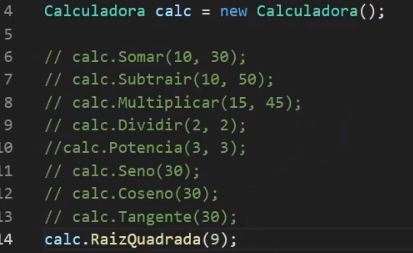 4 Calculadora calc = new Calculadora();
5
6 // calc.Somar(10, 30);
7 // calc.Subtrair(10, 50);
8 // calc.Multiplicar(15, 45);
9 // calc.Dividir(2, 2);
10 //calc.Potencia(3, 3);
11 // calc.Seno(30);
12 // calc.Coseno(30);
13 // calc.Tangente(30);
14 calc.RaizQuadrada(9);